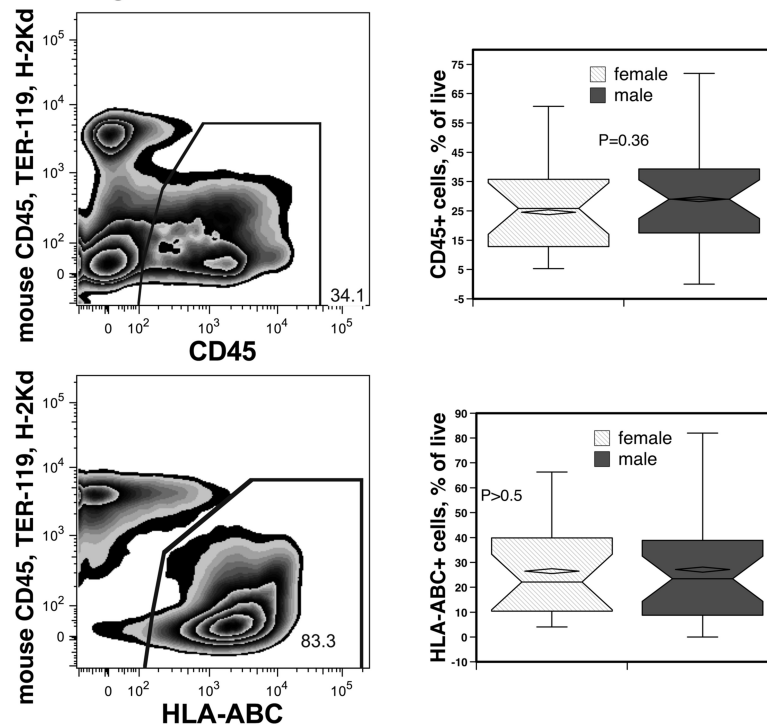 mouse CD45, TER-119, H-2Kd
10^5
10^4
10^3
10^2
0
34.1
0 10^2 10^3 10^4 10^5
CD45
CD45+ cells, % of live
75
65
55
45
35
25
15
5
-5
female
male
P=0.36
mouse CD45, TER-119, H-2Kd
10^5
10^4
10^3
10^2
0
83.3
0 10^2 10^3 10^4 10^5
HLA-ABC
HLA-ABC+ cells, % of live
90
80
70
60
50
40
30
20
10
0
-10
female
male
P>0.5